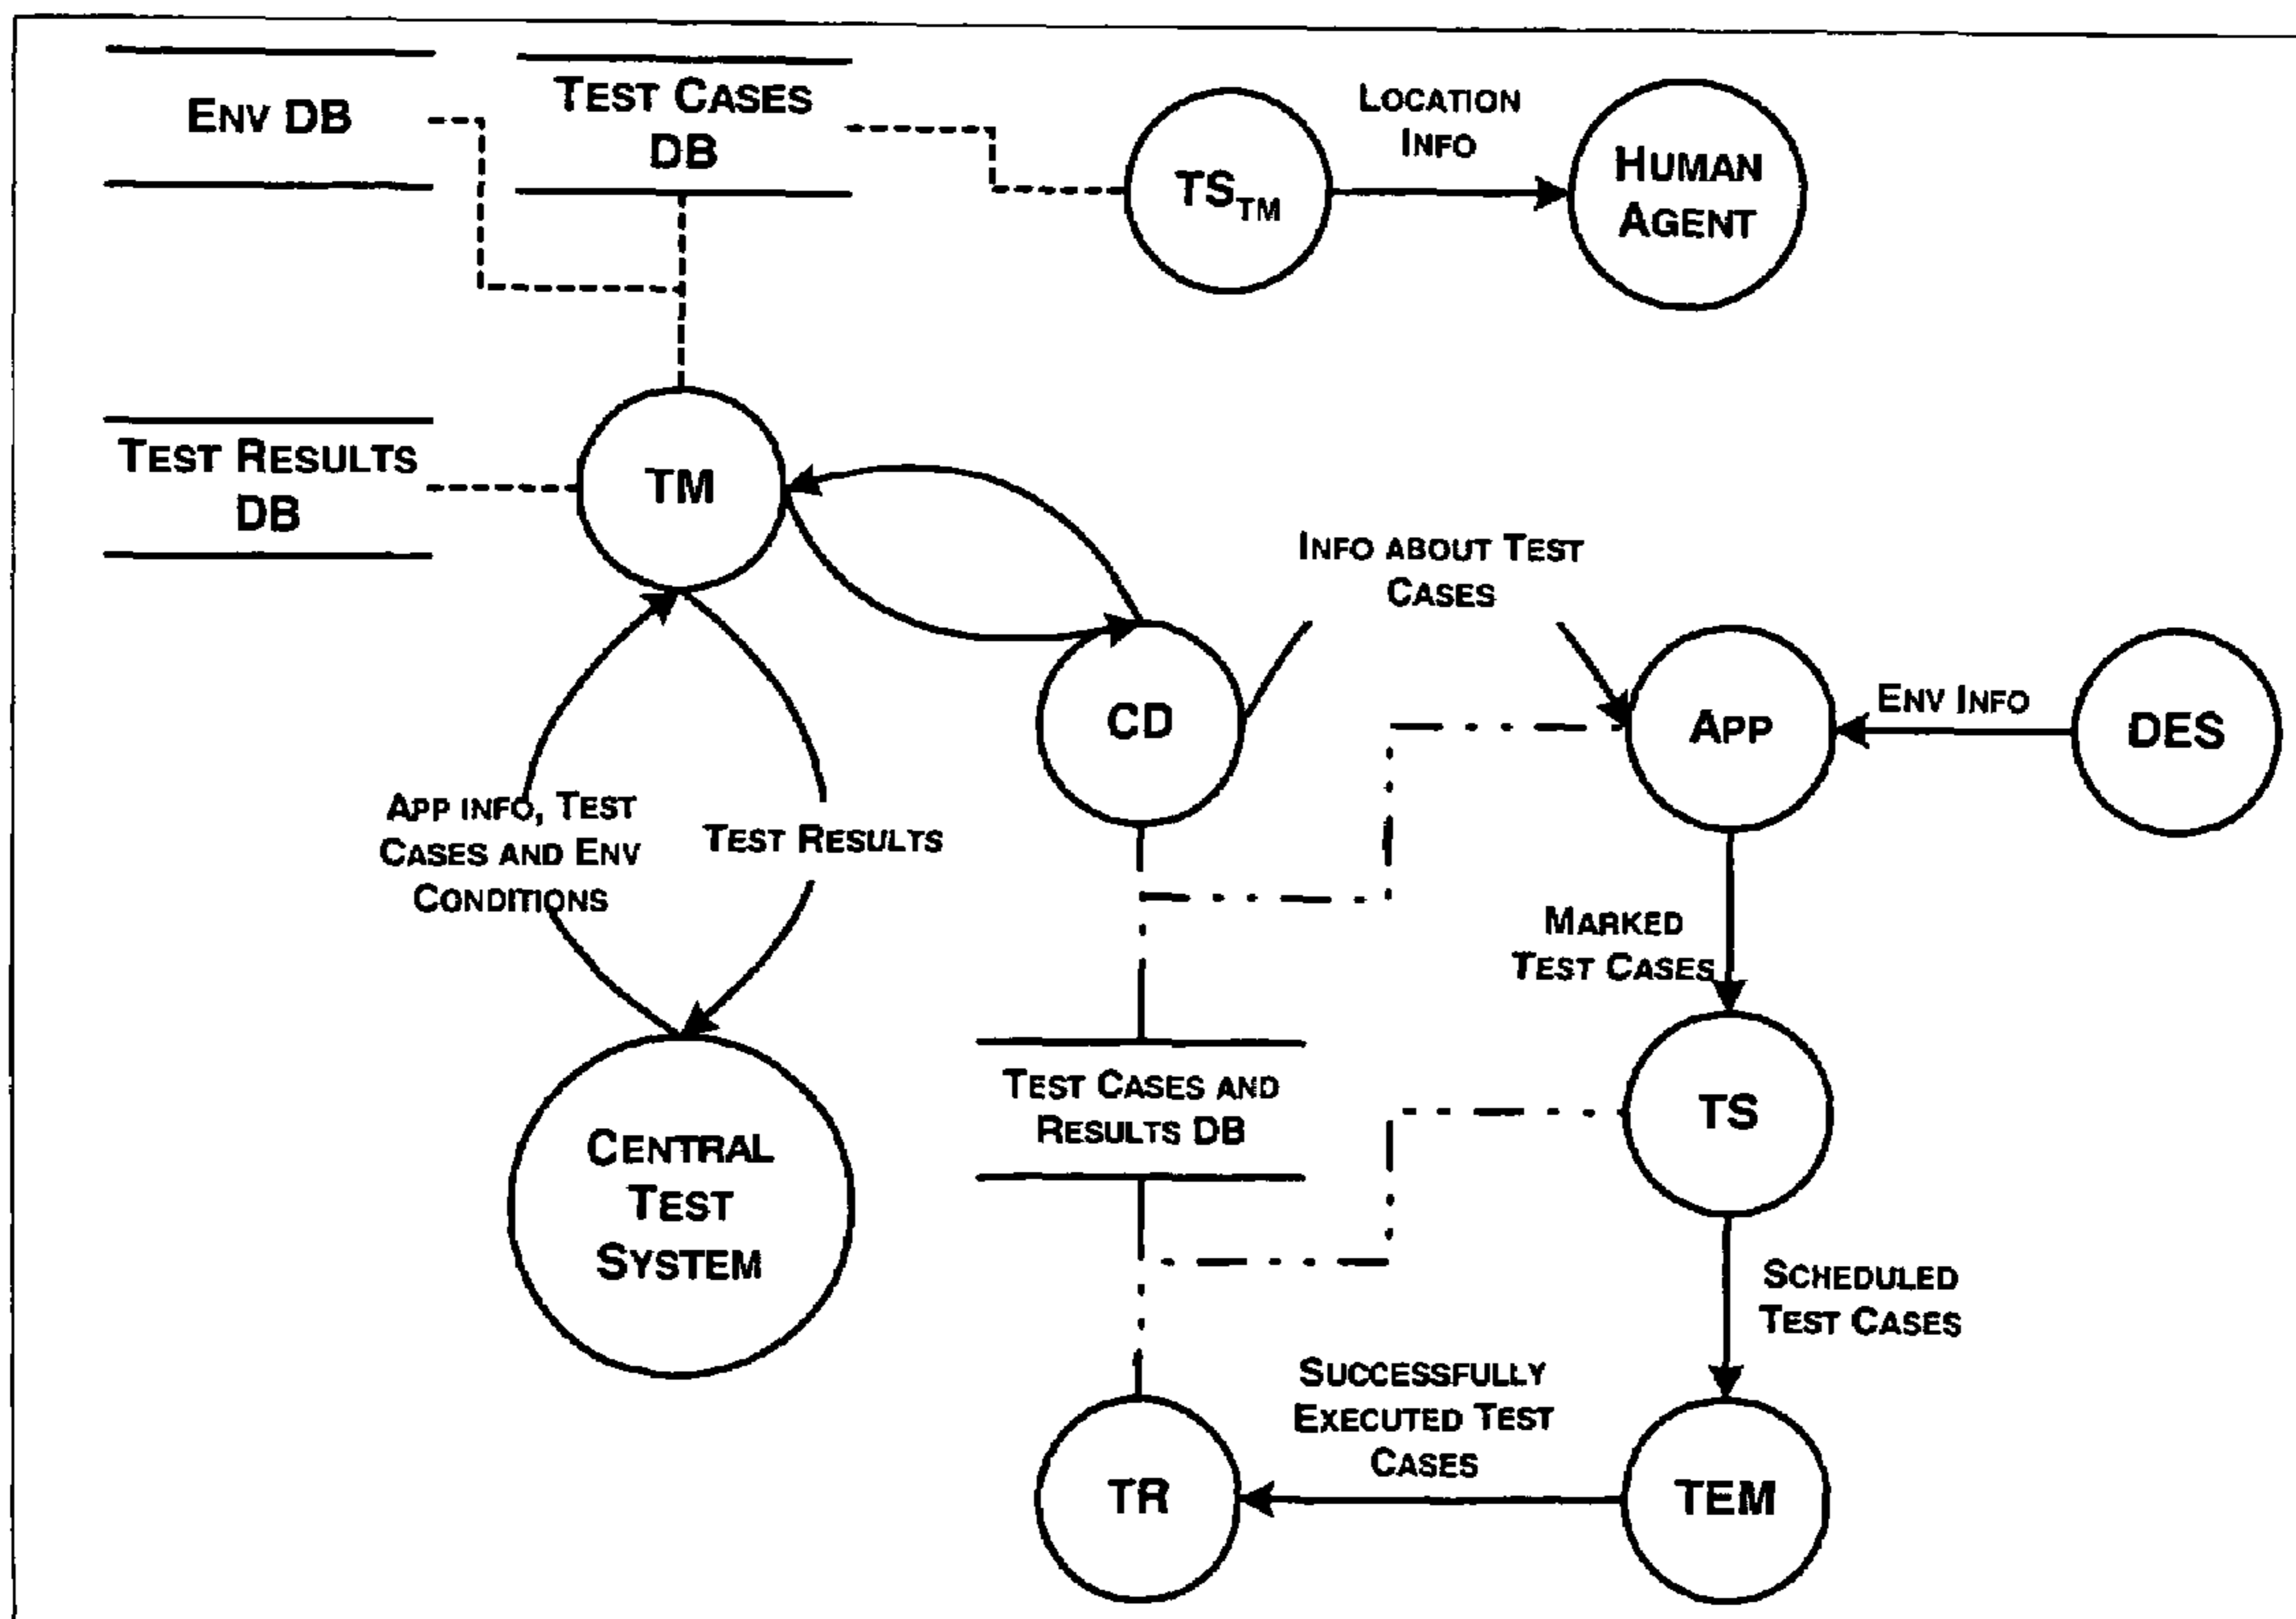 ENV DB
TEST CASES
DB
TS_TM
LOCATION
INFO
HUMAN
AGENT
TEST RESULTS
DB
TM
INFO ABOUT TEST
CASES
CD
APP
ENV INFO
DES
APP INFO, TEST
CASES AND ENV
CONDITIONS
TEST RESULTS
MARKED
TEST CASES
CENTRAL
TEST
SYSTEM
TEST CASES AND
RESULTS DB
TS
SCHEDULED
TEST CASES
SUCCESSFULLY
EXECUTED TEST
CASES
TR
TEM